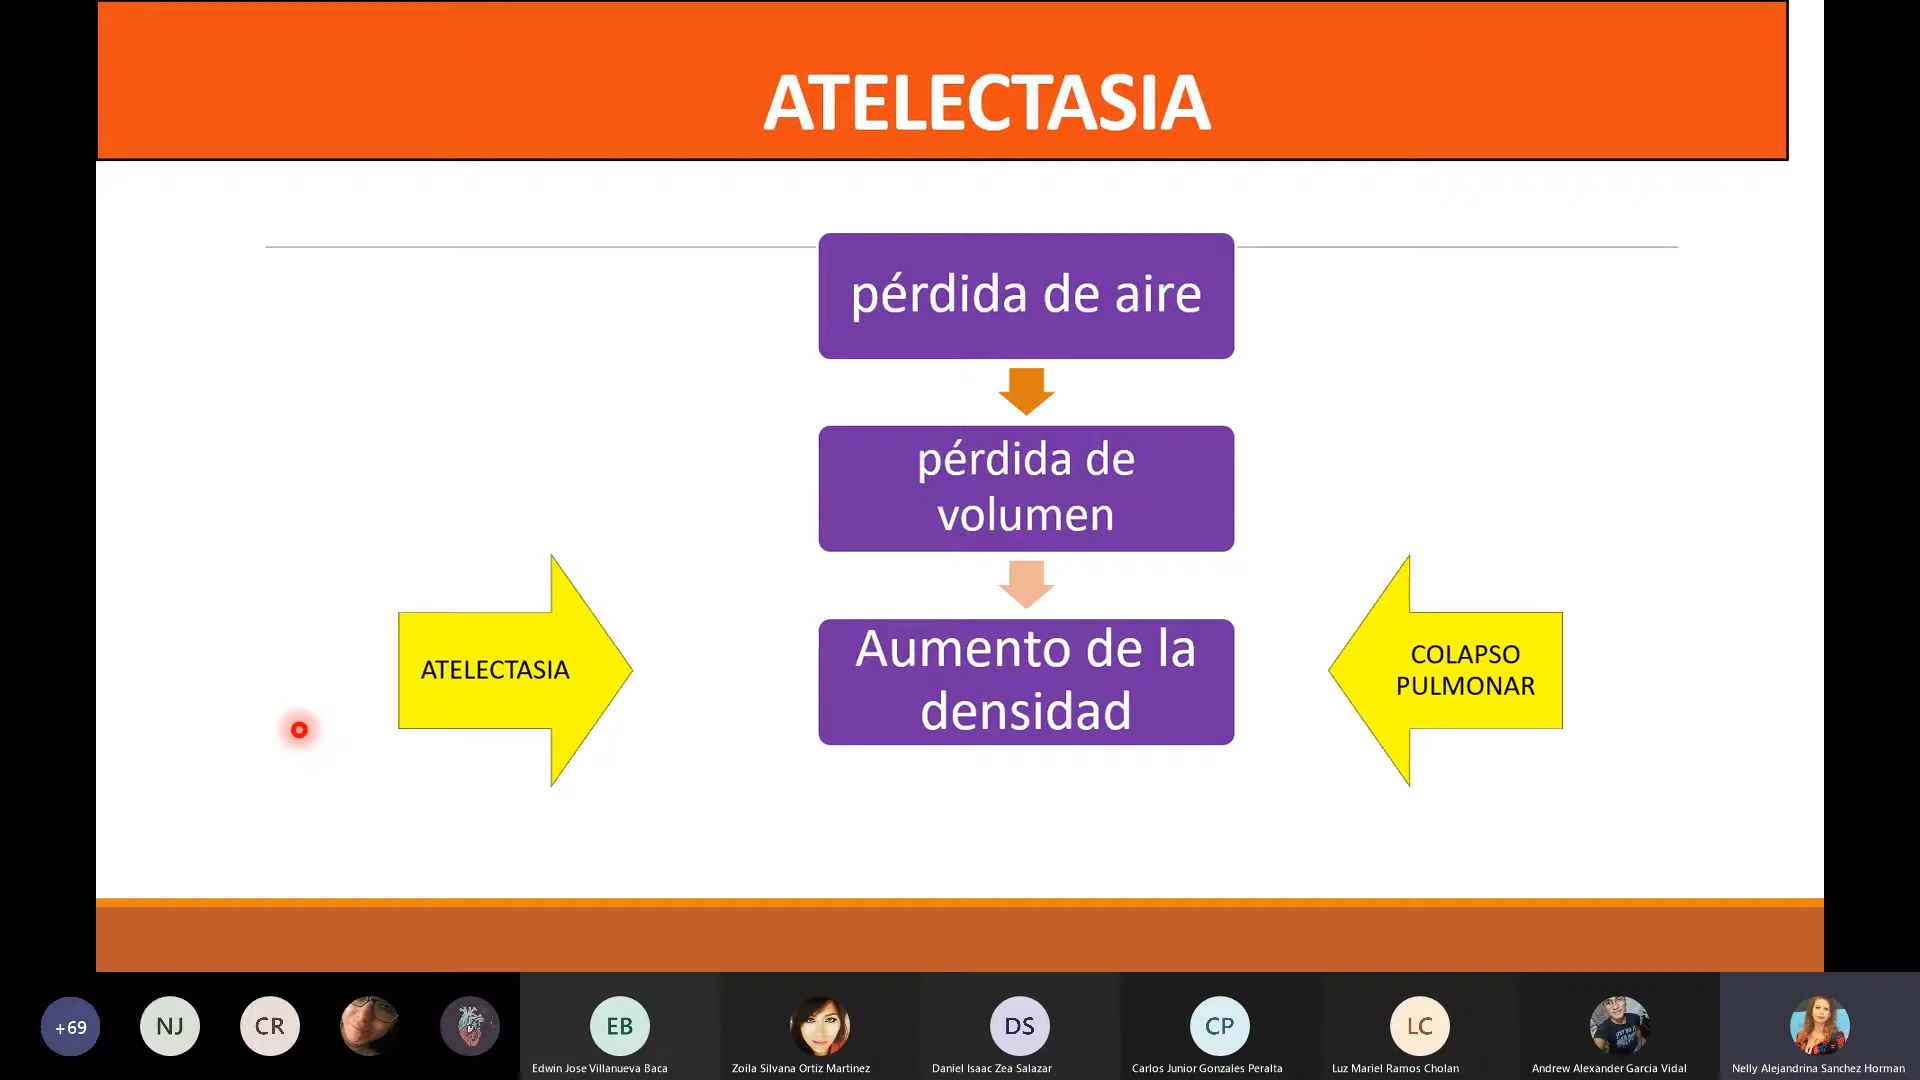 ATELECTASIA
pérdida de aire
pérdida de
volumen
Aumento de la
densidad
ATELECTASIA
COLAPSO
PULMONAR
+69
NJ
CR
EB
DS
CP
LC
Edwin Jose Villanueva Baca
Zoila Silvana Ortiz Martinez
Daniel Isaac Zea Salazar
Carlos Junior Gonzales Peralta
Luz Mariel Ramos Cholan
Andrew Alexander Garcia Vidal
Nelly Alejandrina Sanchez Horman